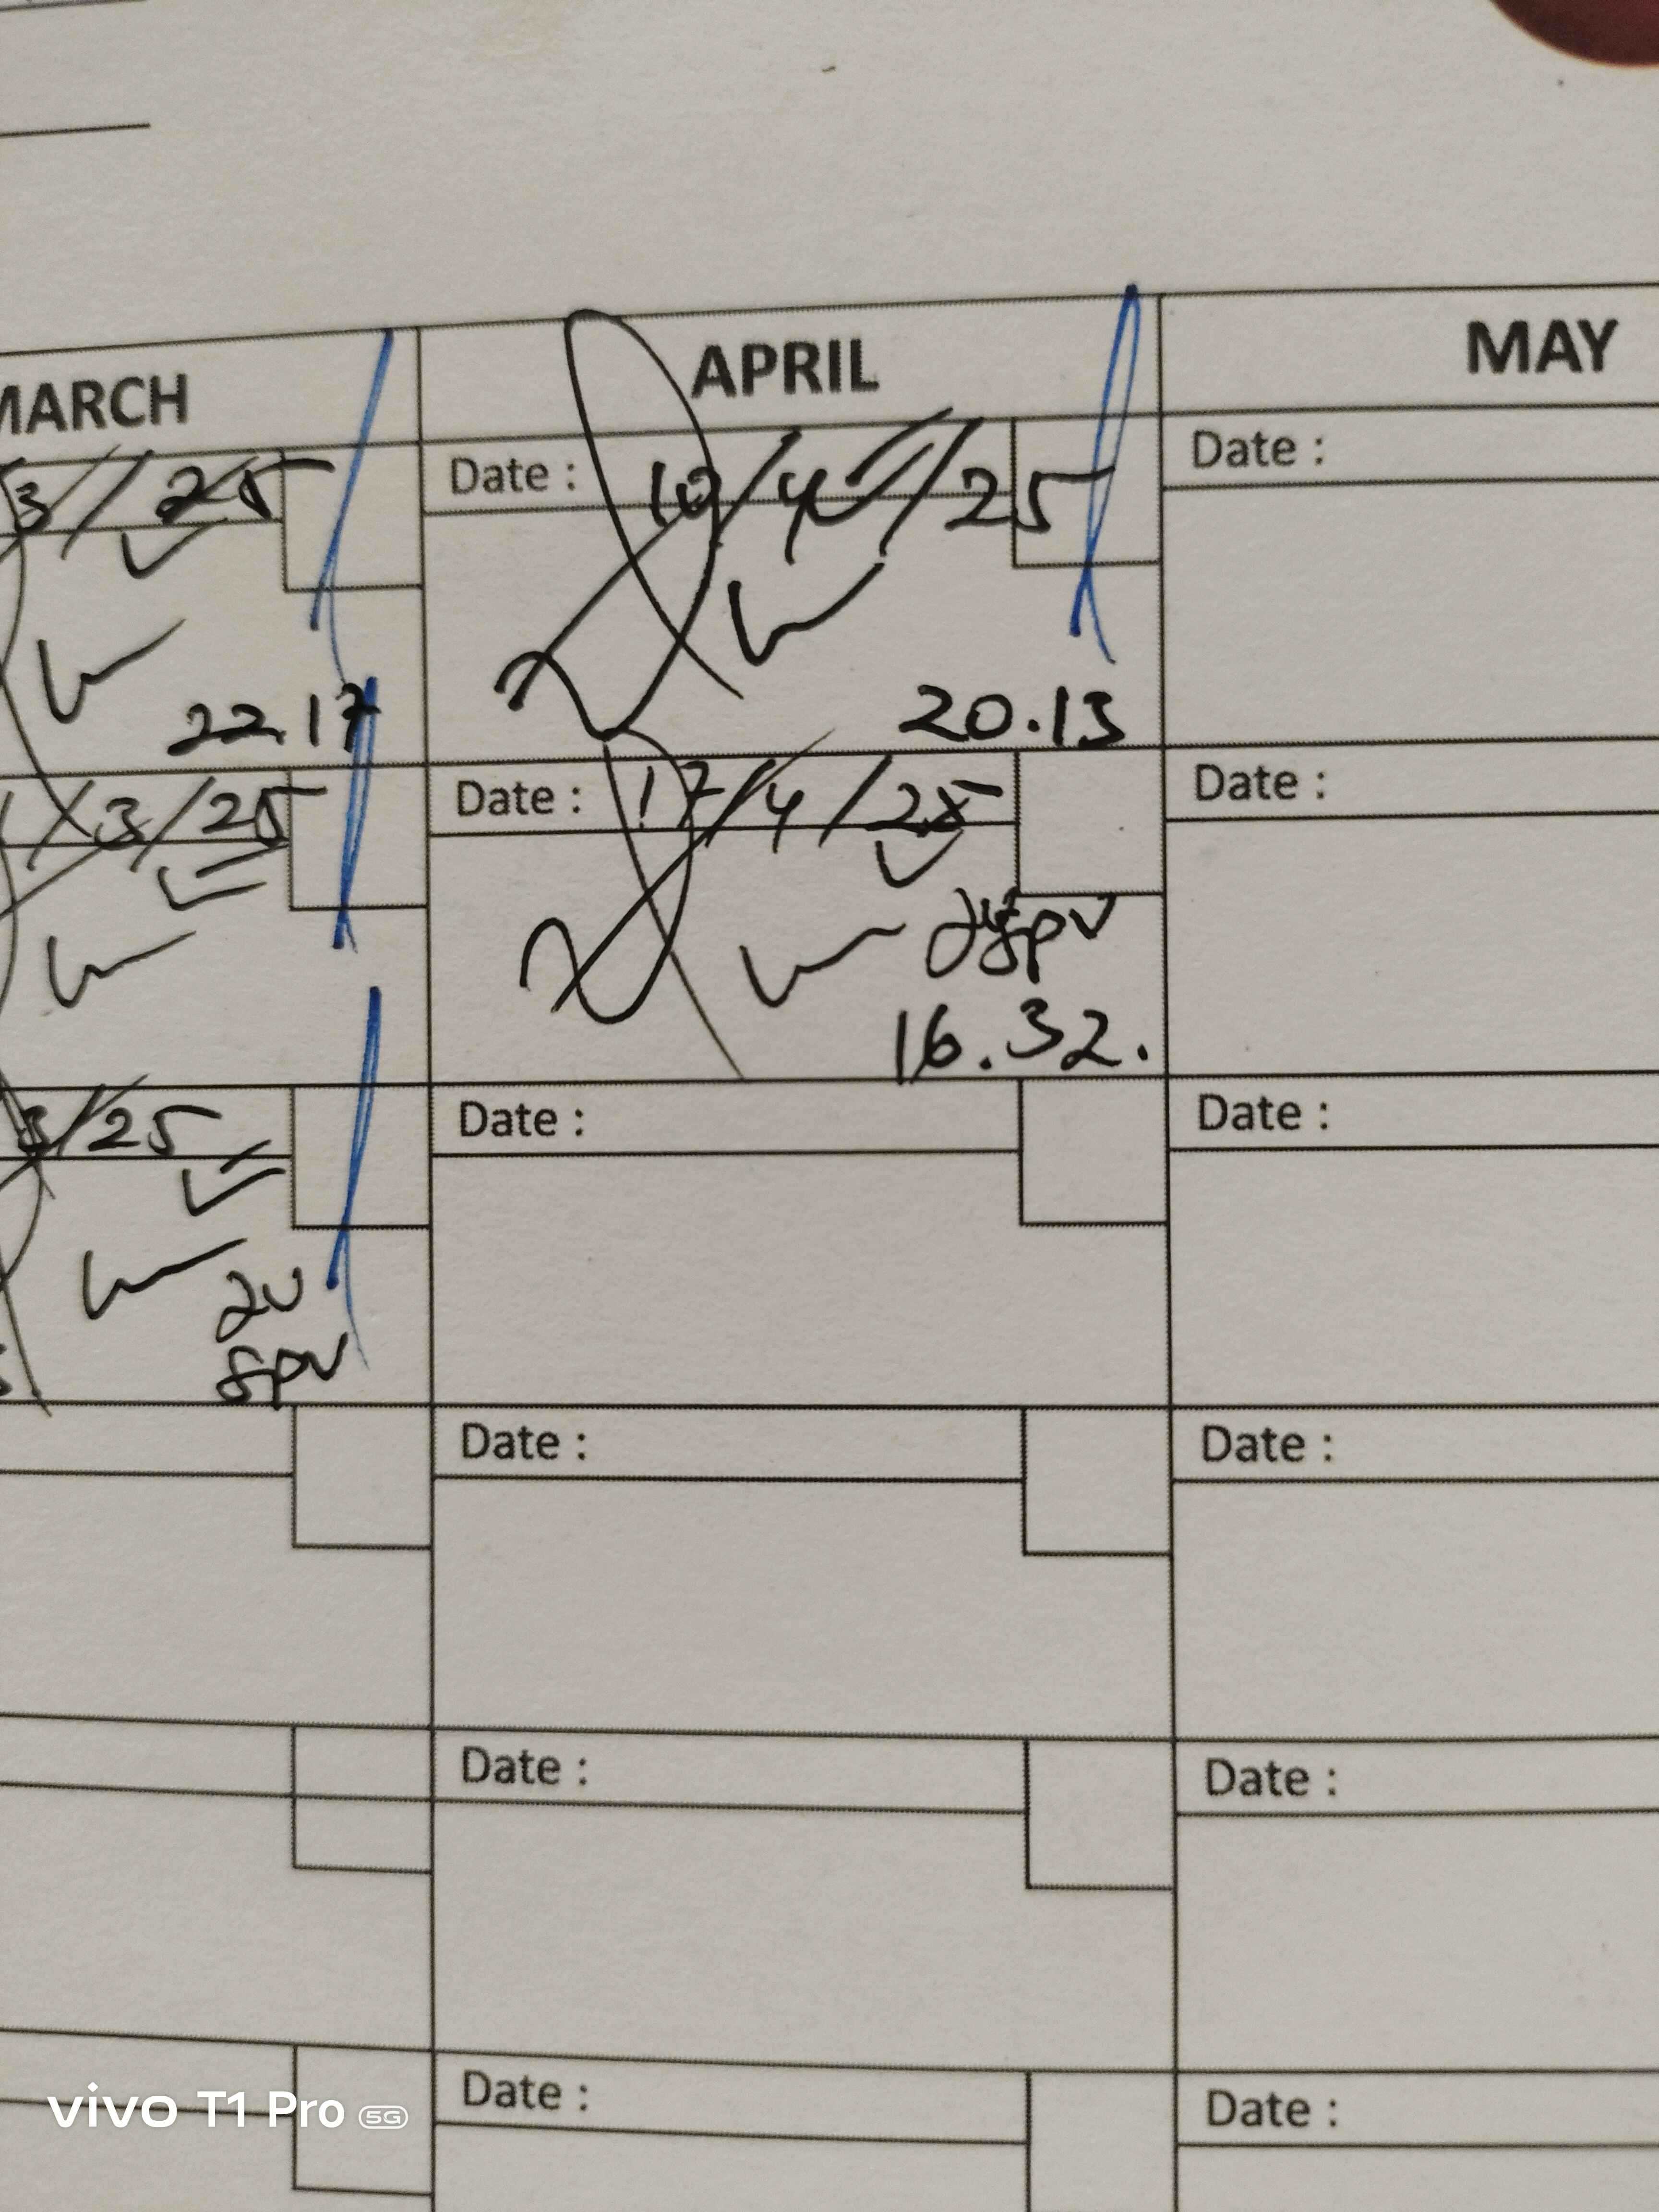 MARCH
APRIL
MAY
3/25
Date : 10/4/25
Date :
22.17
20.13
3/25
Date : 17/4/25
Date :
16.32.
3/25
Date :
Date :
20
spv
Date :
Date :
Date :
Date :
Date :
Date :
vivo T1 Pro 5G